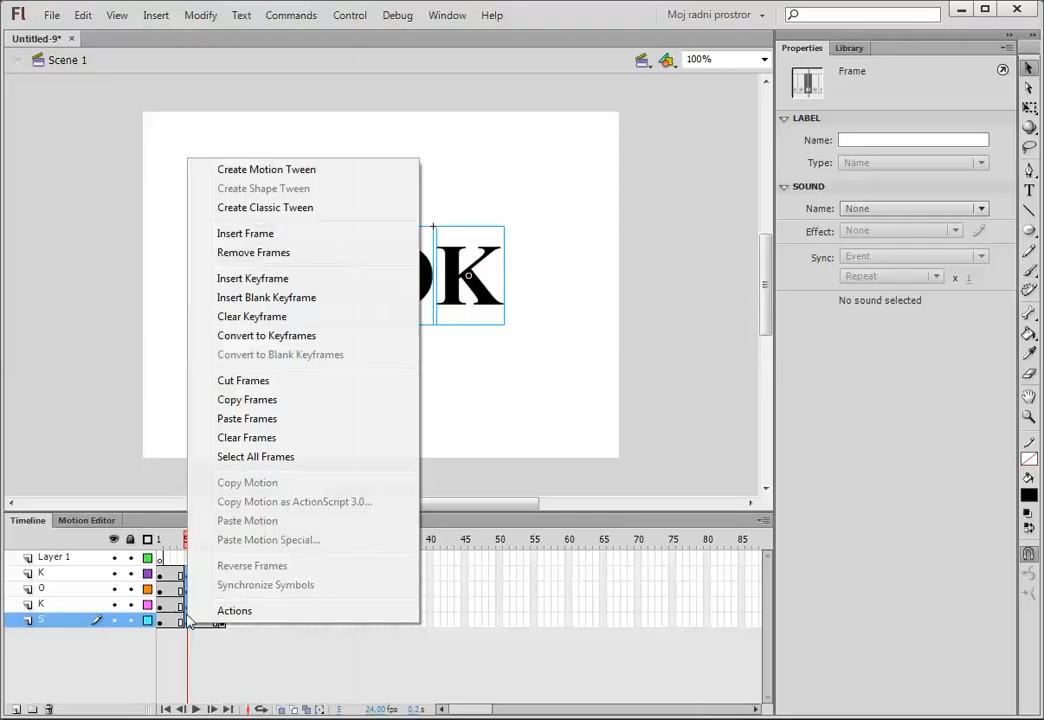 Fl File Edit View Insert Modify Text Commands Control Debug Window Help Moj radni prostor
Untitled-9*
Scene 1 100%
Properties Library
Frame
LABEL
Name:
Type: Name
SOUND
Name: None
Effect: None
Sync: Event
Repeat x 1
No sound selected
K
Create Motion Tween
Create Shape Tween
Create Classic Tween
Insert Frame
Remove Frames
Insert Keyframe
Insert Blank Keyframe
Clear Keyframe
Convert to Keyframes
Convert to Blank Keyframes
Cut Frames
Copy Frames
Paste Frames
Clear Frames
Select All Frames
Copy Motion
Copy Motion as ActionScript 3.0...
Paste Motion
Paste Motion Special...
Reverse Frames
Synchronize Symbols
Actions
Timeline Motion Editor
1 5 40 45 50 55 60 65 70 75 80 85
Layer 1
K
O
K
S
5 24,00 fps 0,2 s